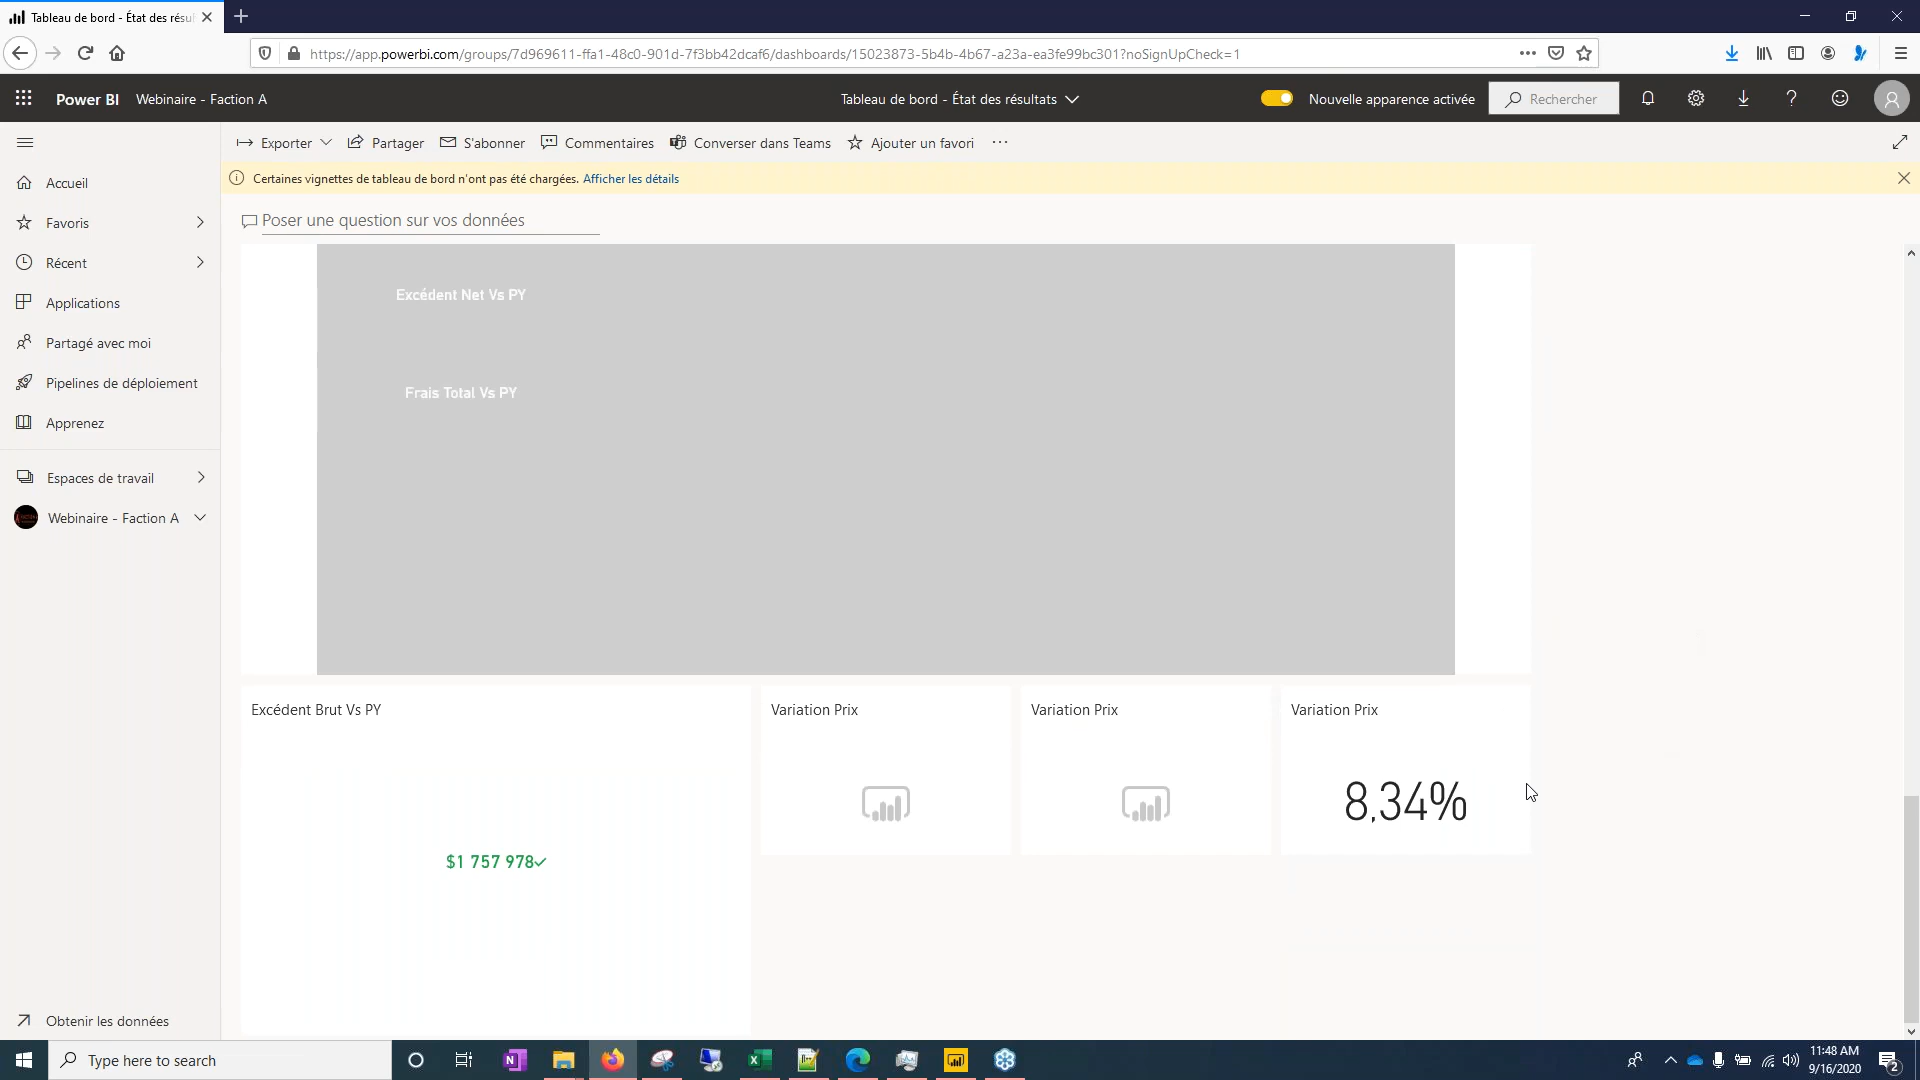 Tableau de bord - État des résul
https://app.powerbi.com/groups/7d969611-ffa1-48c0-901d-7f3bb42dcaf6/dashboards/15023873-5b4b-4b67-a23a-ea3fe99bc301?noSignUpCheck=1
Power BI Webinaire - Faction A Tableau de bord - État des résultats Nouvelle apparence activée Rechercher
Exporter Partager S'abonner Commentaires Converser dans Teams Ajouter un favori
Certaines vignettes de tableau de bord n'ont pas été chargées. Afficher les détails
Poser une question sur vos données
Accueil
Favoris
Récent
Applications
Partagé avec moi
Pipelines de déploiement
Apprenez
Espaces de travail
Webinaire - Faction A
Obtenir les données
Excédent Net Vs PY
Frais Total Vs PY
Excédent Brut Vs PY
$1 757 978
Variation Prix
Variation Prix
Variation Prix
8,34%
Type here to search
11:48 AM
9/16/2020
2